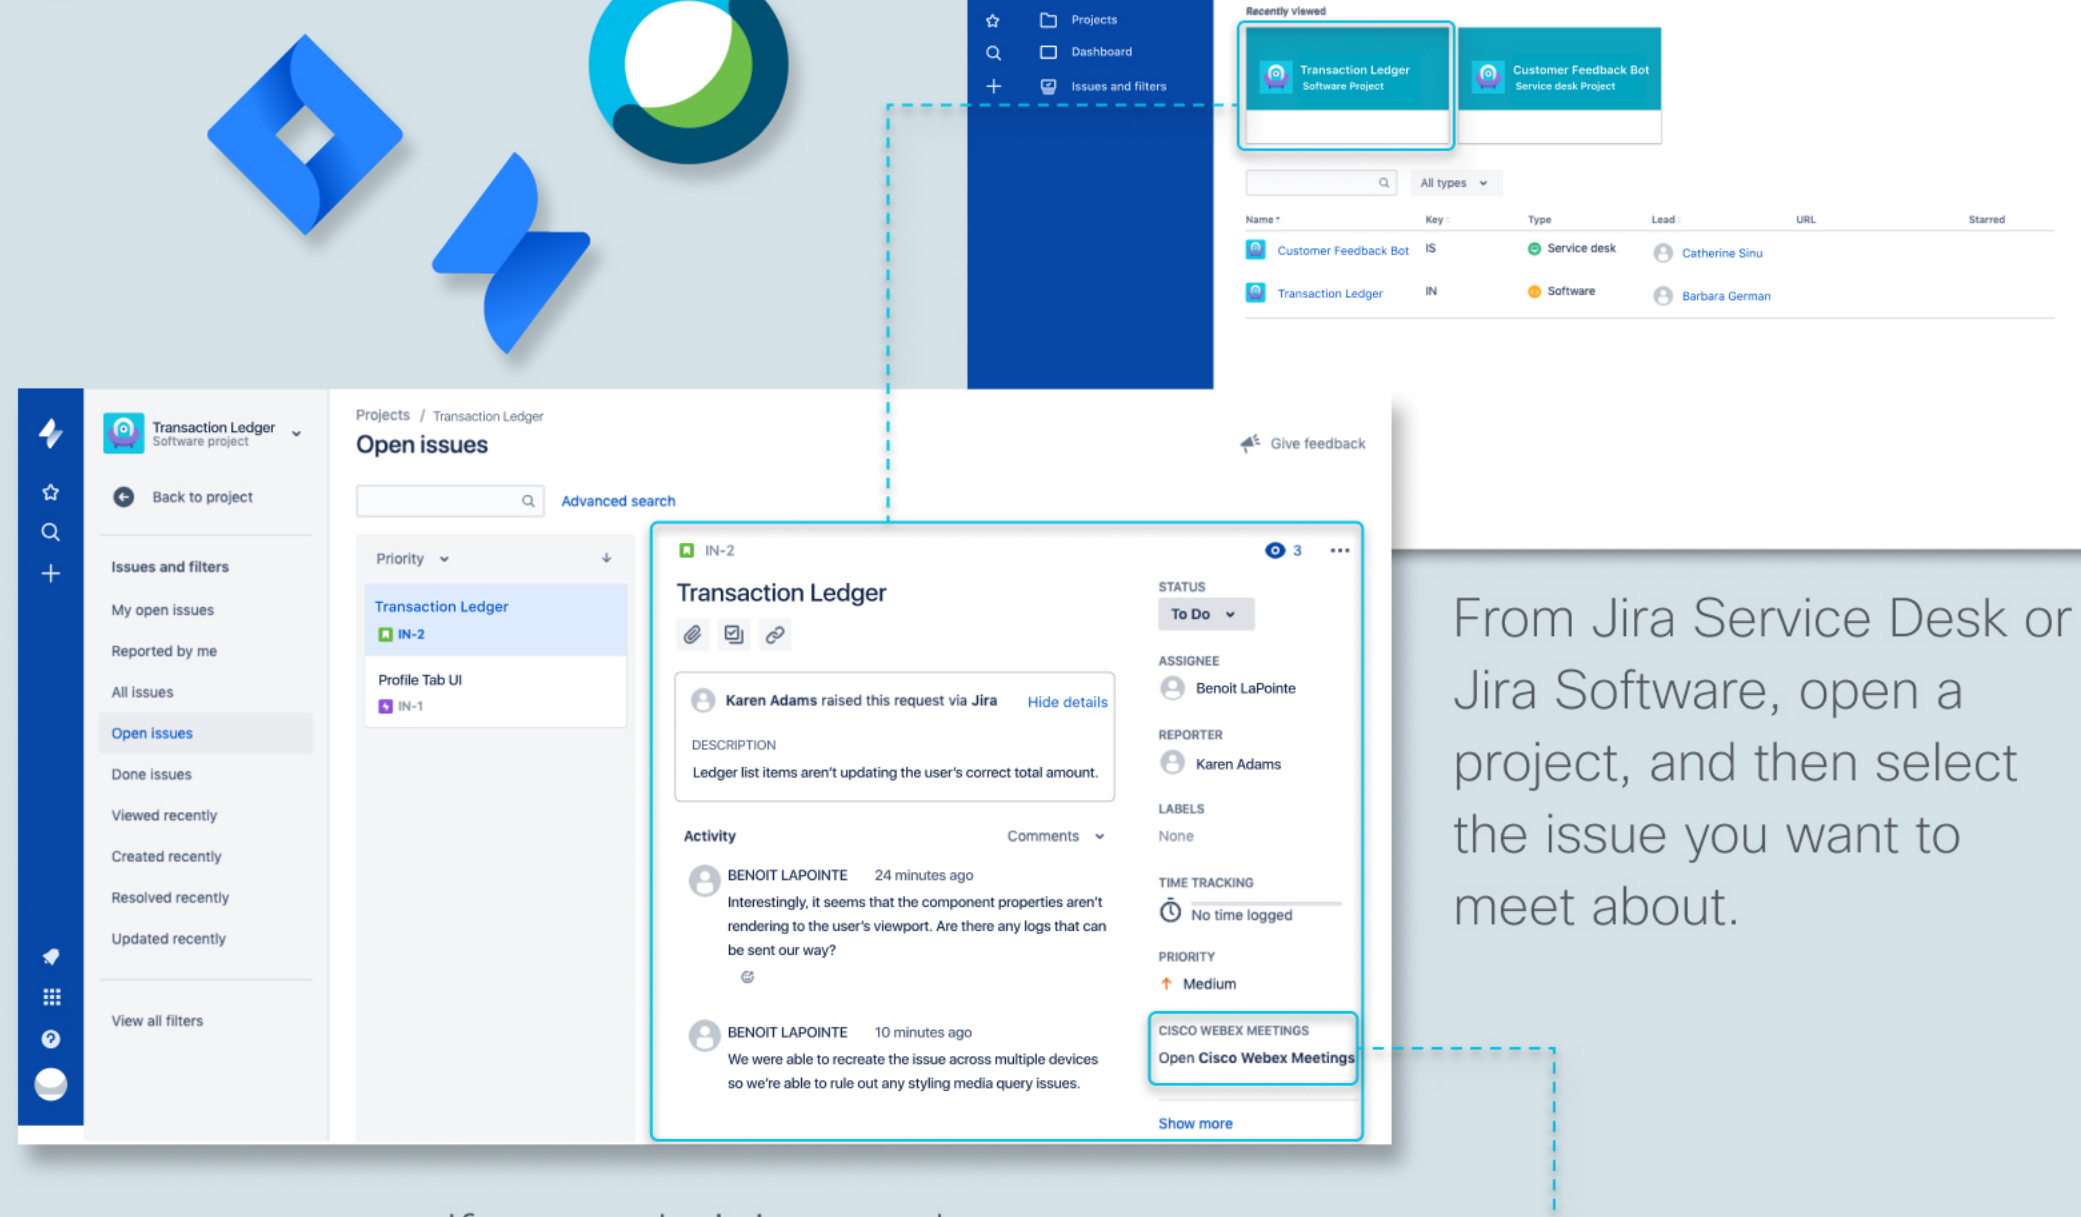 Projects
Dashboard
Issues and filters
Recently viewed
Transaction Ledger
Software Project
Customer Feedback Bot
Service desk Project
All types
Name Key Type Lead URL Starred
Customer Feedback Bot IS Service desk Catherine Sinu
Transaction Ledger IN Software Barbara German
Transaction Ledger
Software project
Back to project
Issues and filters
My open issues
Reported by me
All issues
Open issues
Done issues
Viewed recently
Created recently
Resolved recently
Updated recently
View all filters
Projects / Transaction Ledger
Open issues
Give feedback
Advanced search
Priority
Transaction Ledger
IN-2
Profile Tab UI
IN-1
IN-2
3
Transaction Ledger
Karen Adams raised this request via Jira Hide details
DESCRIPTION
Ledger list items aren't updating the user's correct total amount.
Activity Comments
BENOIT LAPOINTE 24 minutes ago
Interestingly, it seems that the component properties aren't
rendering to the user's viewport. Are there any logs that can
be sent our way?
BENOIT LAPOINTE 10 minutes ago
We were able to recreate the issue across multiple devices
so we're able to rule out any styling media query issues.
STATUS
To Do
ASSIGNEE
Benoit LaPointe
REPORTER
Karen Adams
LABELS
None
TIME TRACKING
No time logged
PRIORITY
Medium
CISCO WEBEX MEETINGS
Open Cisco Webex Meetings
Show more
From Jira Service Desk or
Jira Software, open a
project, and then select
the issue you want to
meet about.